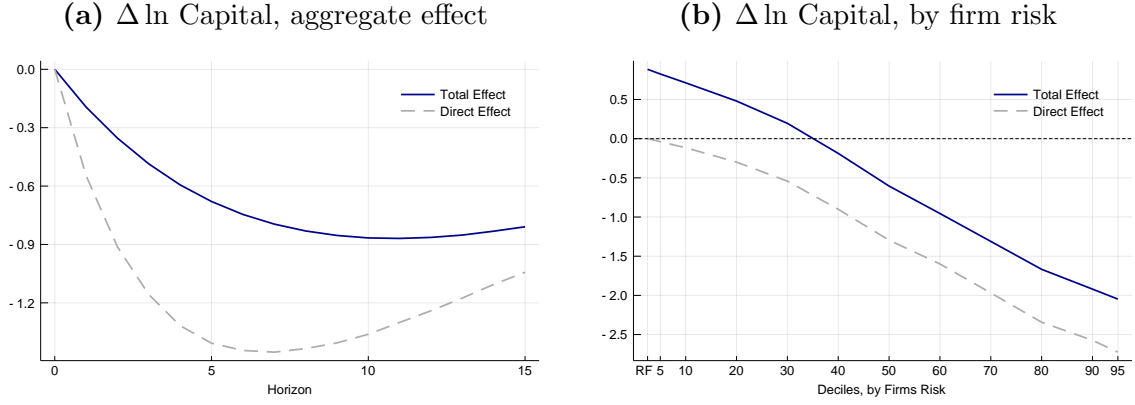 (a) Δ ln Capital, aggregate effect
0.0
- 0.3
- 0.6
- 0.9
- 1.2
Total Effect
Direct Effect
0 5 10 15
Horizon
(b) Δ ln Capital, by firm risk
0.5
0.0
- 0.5
- 1.0
- 1.5
- 2.0
- 2.5
Total Effect
Direct Effect
RF 5 10 20 30 40 50 60 70 80 90 95
Deciles, by Firms Risk